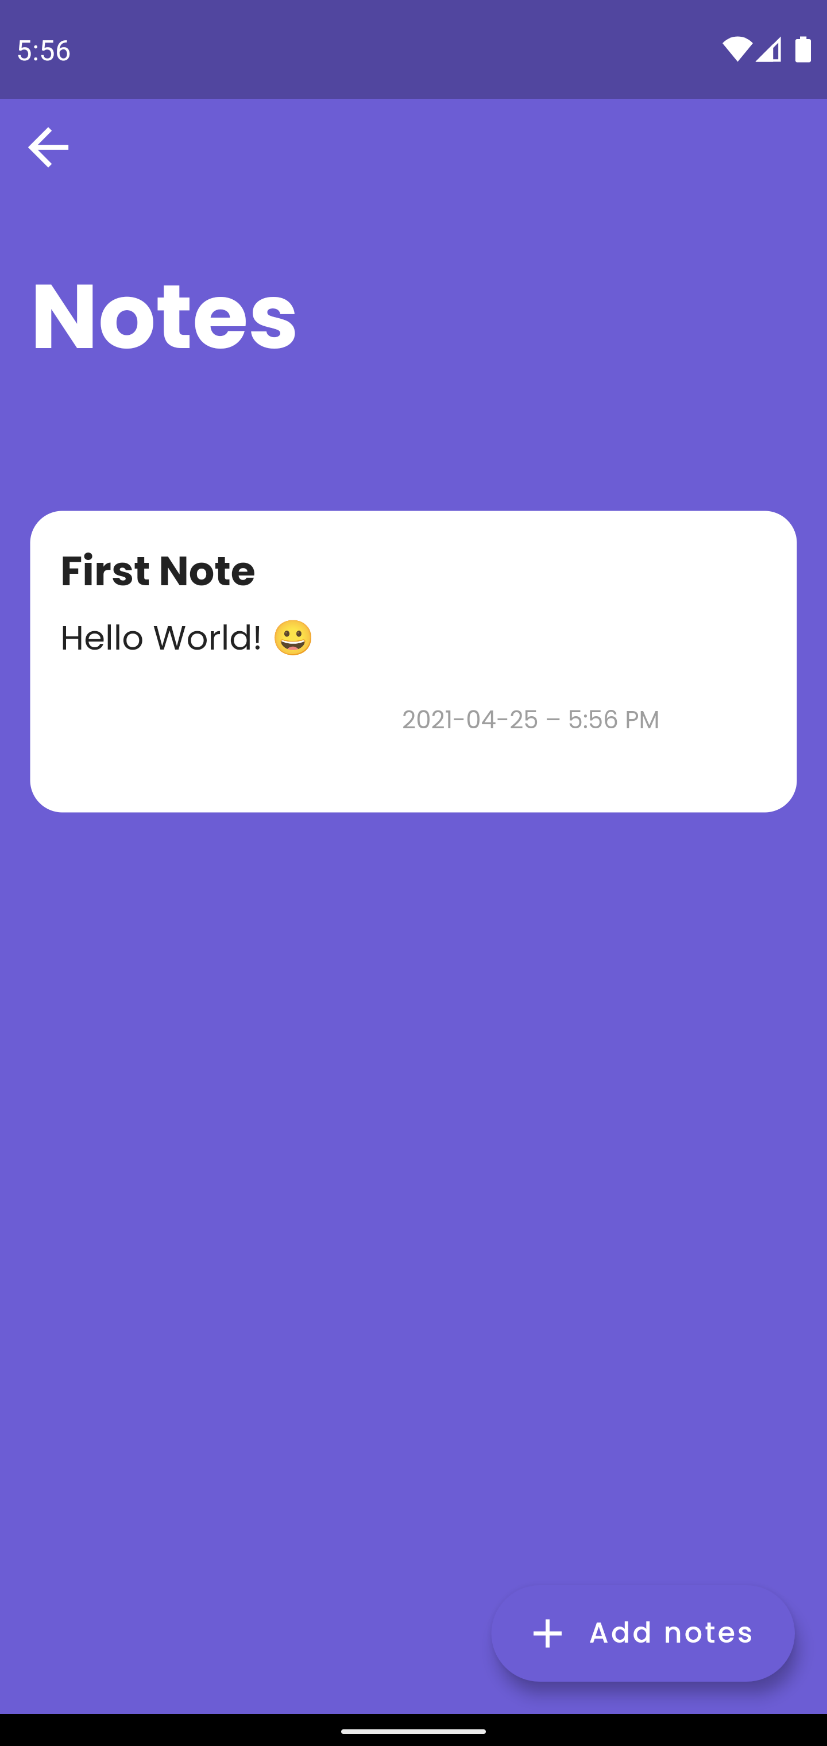 5:56
Notes
First Note
Hello World! 😀
2021-04-25 – 5:56 PM
Add notes